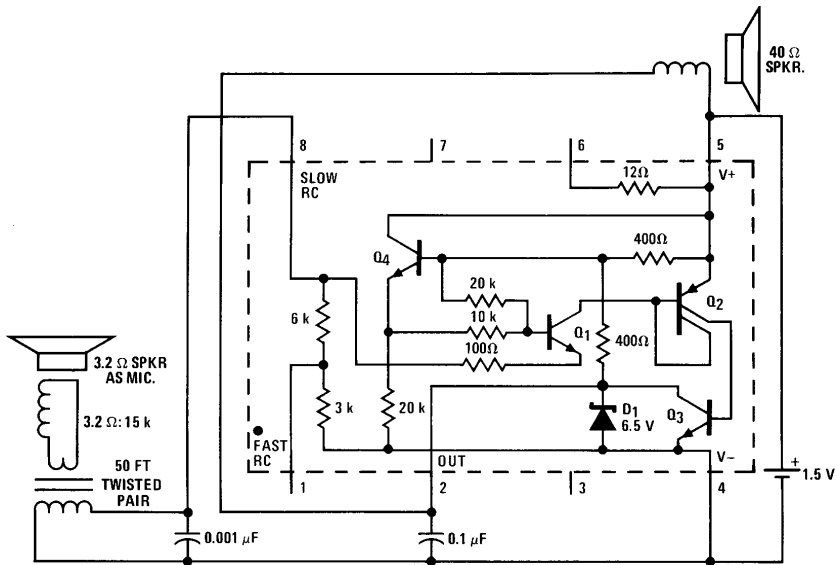 40 Ω
SPKR.
8
7
6
5
SLOW
RC
12Ω
V+
Q4
400Ω
20 k
Q2
6 k
10 k
Q1
400Ω
100Ω
3.2 Ω SPKR
AS MIC.
3.2 Ω: 15 k
3 k
20 k
D1
6.5 V
Q3
FAST
RC
OUT
V−
50 FT
TWISTED
PAIR
1
2
3
4
+
1.5 V
0.001 μF
0.1 μF